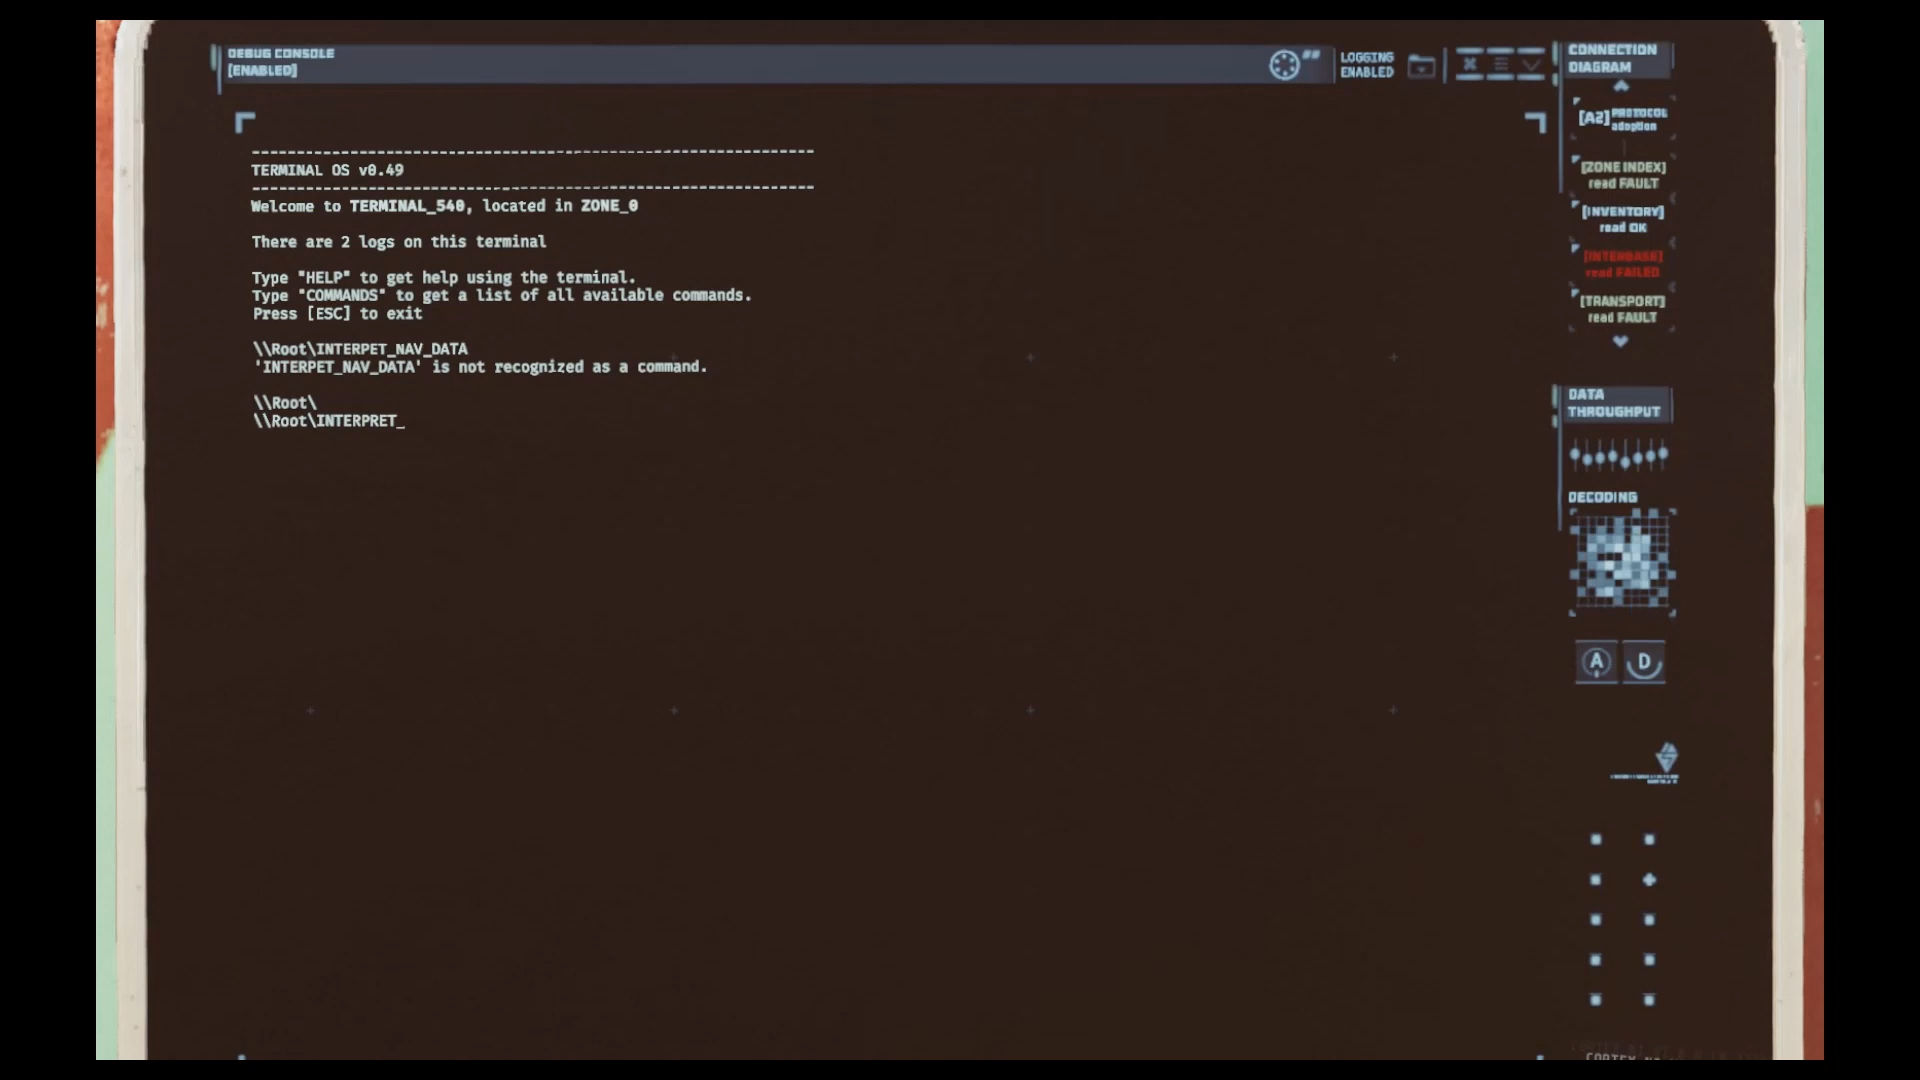 DEBUG CONSOLE
[ENABLED]
LOGGING
ENABLED
--------------------------------------------------------------
TERMINAL OS v0.49
--------------------------------------------------------------
Welcome to TERMINAL_540, located in ZONE_0
There are 2 logs on this terminal
Type "HELP" to get help using the terminal.
Type "COMMANDS" to get a list of all available commands.
Press [ESC] to exit
\\Root\INTERPET_NAV_DATA
'INTERPET_NAV_DATA' is not recognized as a command.
\\Root\
\\Root\INTERPRET_
CONNECTION
DIAGRAM
[A2] PROTOCOL
adaption
[ZONE INDEX]
read FAULT
[INVENTORY]
read OK
[INTERBASE]
read FAILED
[TRANSPORT]
read FAULT
DATA
THROUGHPUT
DECODING
A D